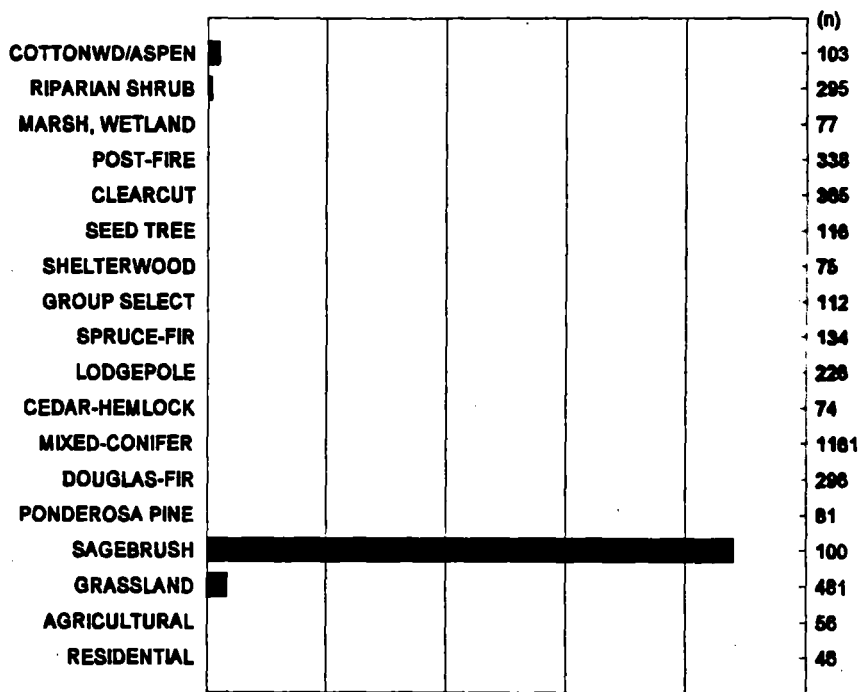 (n)
COTTONWD/ASPEN 103
RIPARIAN SHRUB 295
MARSH, WETLAND 77
POST-FIRE 338
CLEARCUT 365
SEED TREE 116
SHELTERWOOD 75
GROUP SELECT 112
SPRUCE-FIR 134
LODGEPOLE 226
CEDAR-HEMLOCK 74
MIXED-CONIFER 1161
DOUGLAS-FIR 296
PONDEROSA PINE 81
SAGEBRUSH 100
GRASSLAND 481
AGRICULTURAL 56
RESIDENTIAL 46